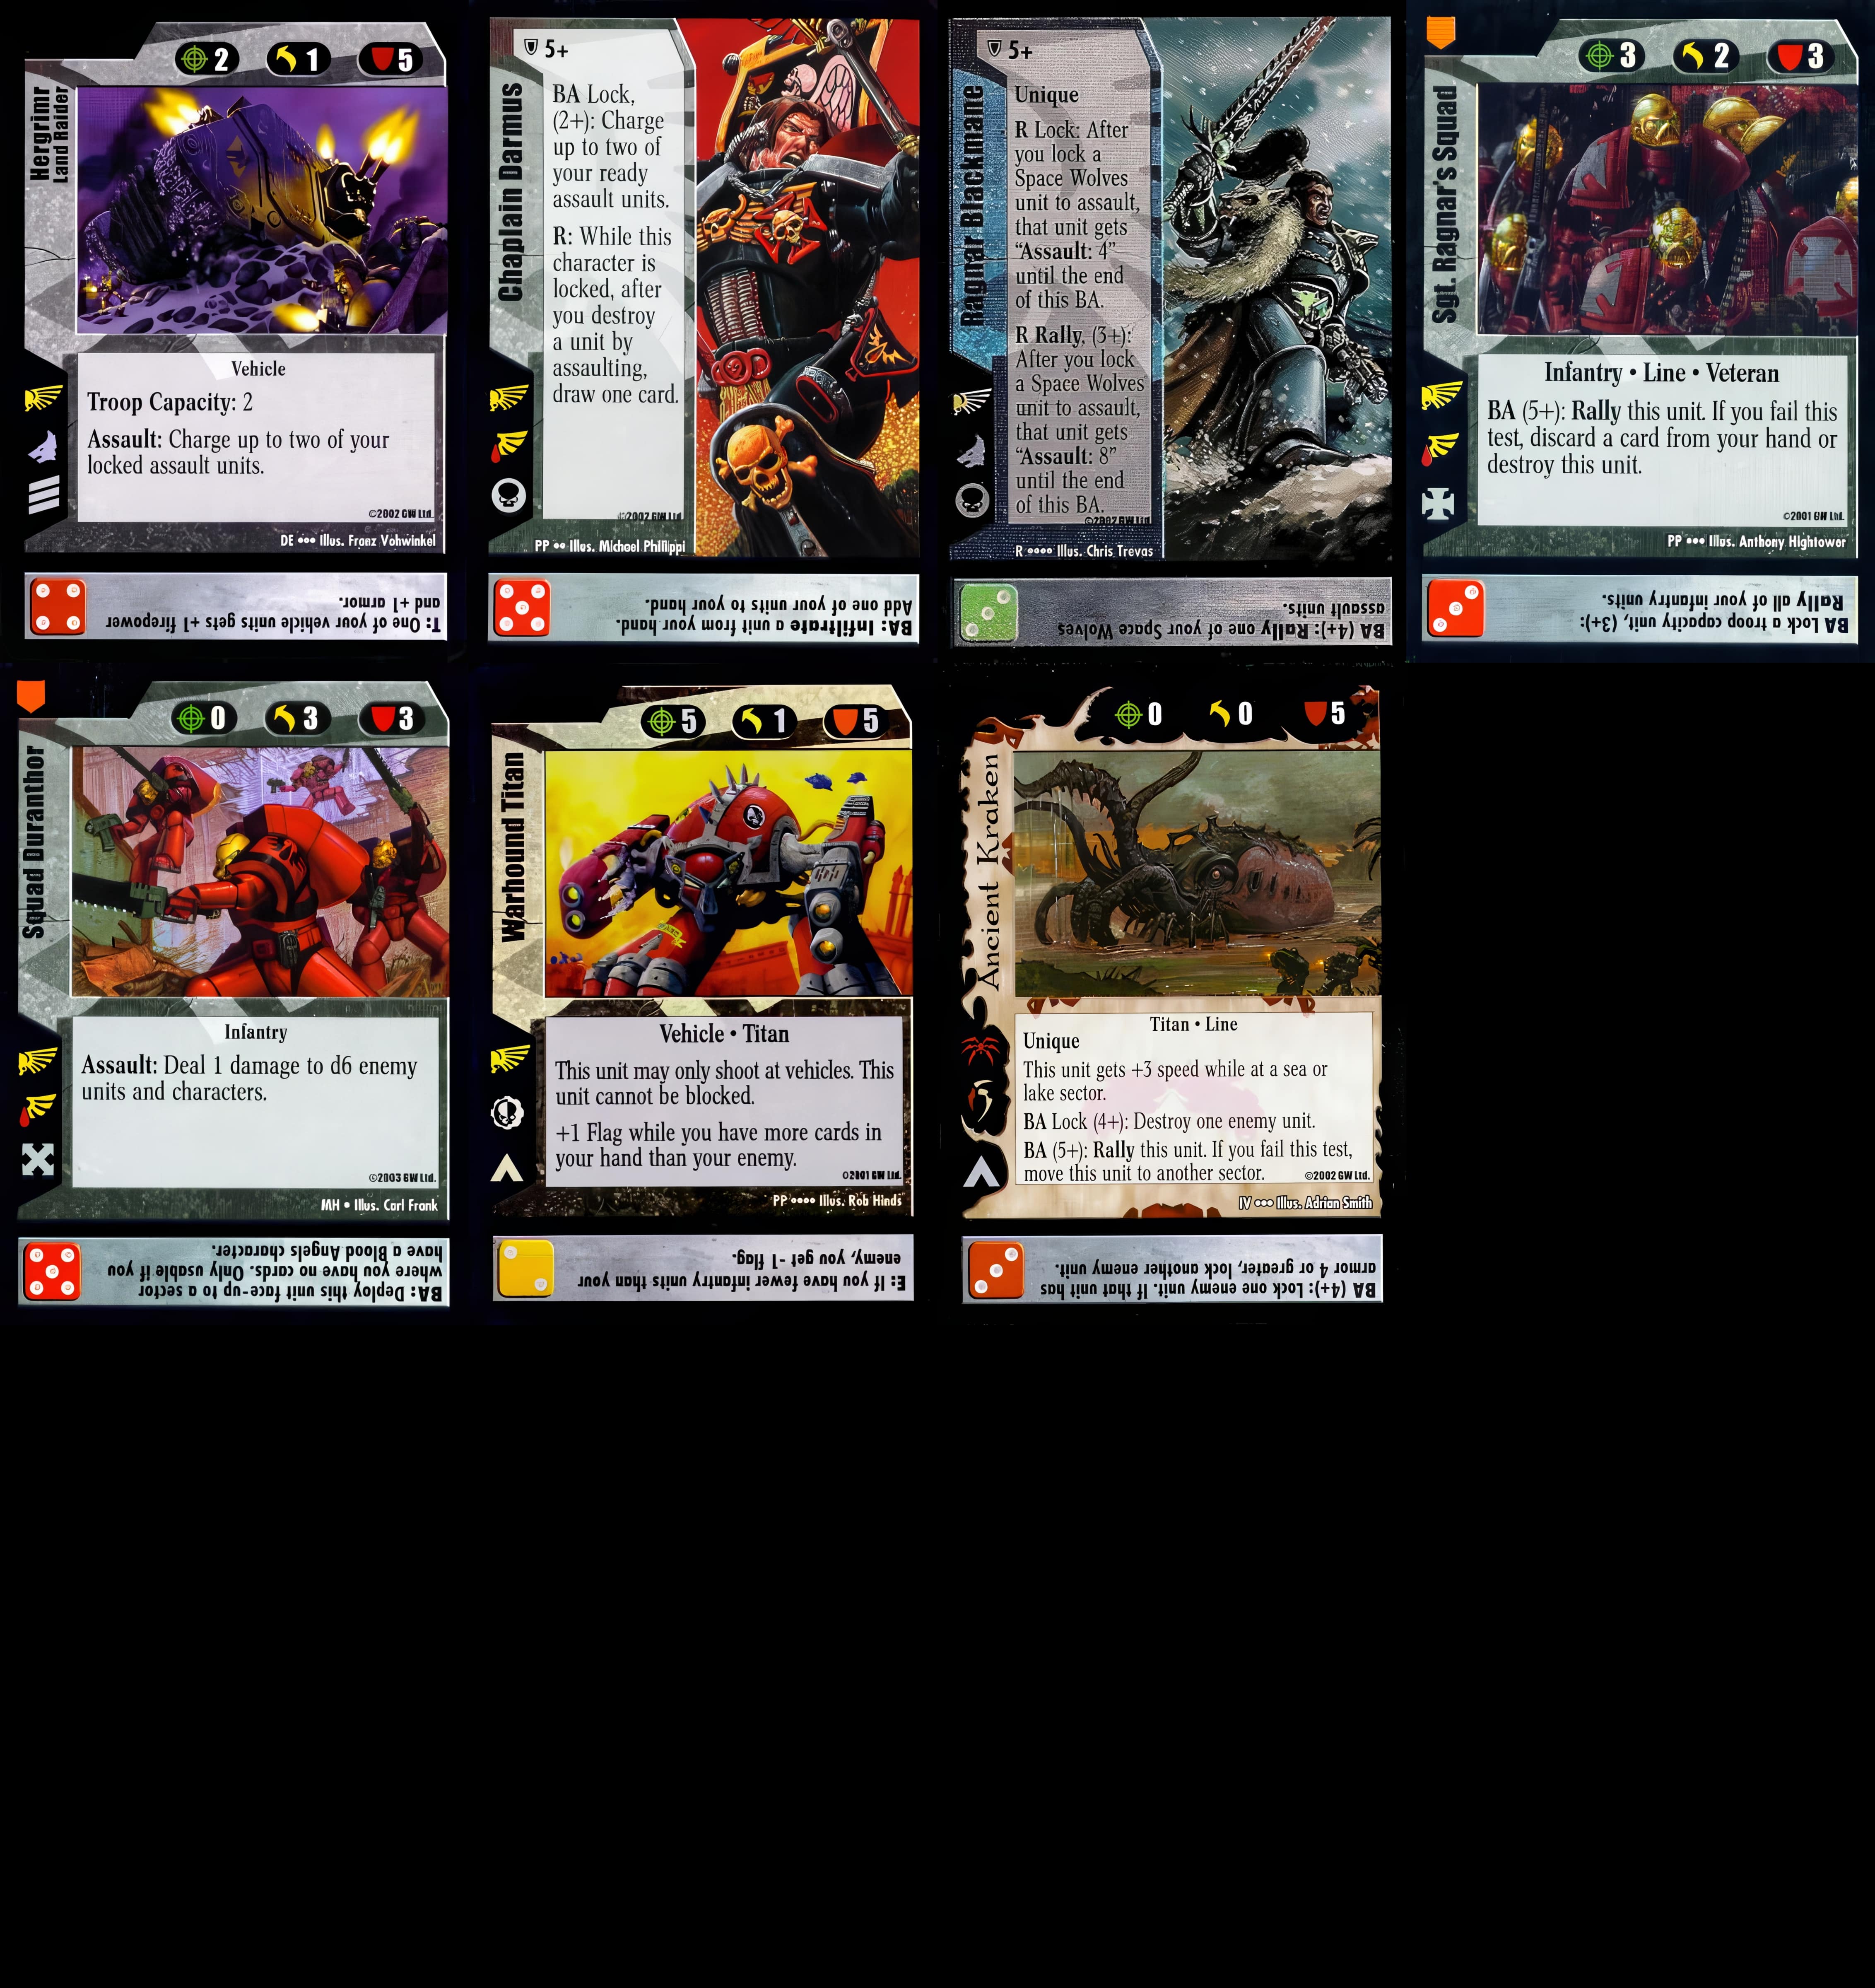 2 1 5
Hergrimr
Land Raider
Vehicle
Troop Capacity: 2
Assault: Charge up to two of your
locked assault units.
©2002 GW Ltd.
DE ••• Illus. Franz Vohwinkel
T: One of your vehicle units gets +1 firepower
and +1 armor.
5+
Chaplain Darmus
BA Lock,
(2+): Charge
up to two of
your ready
assault units.
R: While this
character is
locked, after
you destroy
a unit by
assaulting,
draw one card.
©2002 GW Ltd
PP •• Illus. Michael Phillippi
BA: Infiltrate a unit from your hand.
Add one of your units to your hand.
5+
Ragnar Blackmane
Unique
R Lock: After
you lock a
Space Wolves
unit to assault,
that unit gets
“Assault: 4”
until the end
of this BA.
R Rally, (3+):
After you lock
a Space Wolves
unit to assault,
that unit gets
“Assault: 8”
until the end
of this BA.
©2002 GW Ltd
R •••• Illus. Chris Trevas
BA (4+): Rally one of your Space Wolves
assault units.
3 2 3
Sgt. Ragnar's Squad
Infantry • Line • Veteran
BA (5+): Rally this unit. If you fail this
test, discard a card from your hand or
destroy this unit.
©2001 GW Ltd.
PP ••• Illus. Anthony Hightower
BA Lock a troop capacity unit, (3+):
Rally all of your infantry units.
0 3 3
Squad Duranthor
Infantry
Assault: Deal 1 damage to d6 enemy
units and characters.
©2003 GW Ltd.
MH • Illus. Carl Frank
BA: Deploy this unit face-up to a sector
where you have no cards. Only usable if you
have a Blood Angels character.
5 1 5
Warhound Titan
Vehicle • Titan
This unit may only shoot at vehicles. This
unit cannot be blocked.
+1 Flag while you have more cards in
your hand than your enemy.
©2001 GW Ltd.
PP •••• Illus. Rob Hinds
E: If you have fewer infantry units than your
enemy, you get -1 flag.
0 0 5
Ancient Kraken
Titan • Line
Unique
This unit gets +3 speed while at a sea or
lake sector.
BA Lock (4+): Destroy one enemy unit.
BA (5+): Rally this unit. If you fail this test,
move this unit to another sector.
©2002 GW Ltd.
IV ••• Illus. Adrian Smith
BA (4+): Lock one enemy unit. If that unit has
armor 4 or greater, lock another enemy unit.